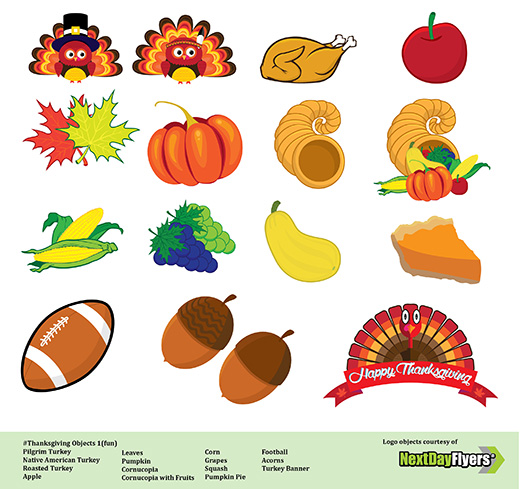 Happy Thanksgiving
#Thanksgiving Objects 1(fun)
Pilgrim Turkey
Native American Turkey
Roasted Turkey
Apple
Leaves
Pumpkin
Cornucopia
Cornucopia with Fruits
Corn
Grapes
Squash
Pumpkin Pie
Football
Acorns
Turkey Banner
Logo objects courtesy of
NextDayFlyers